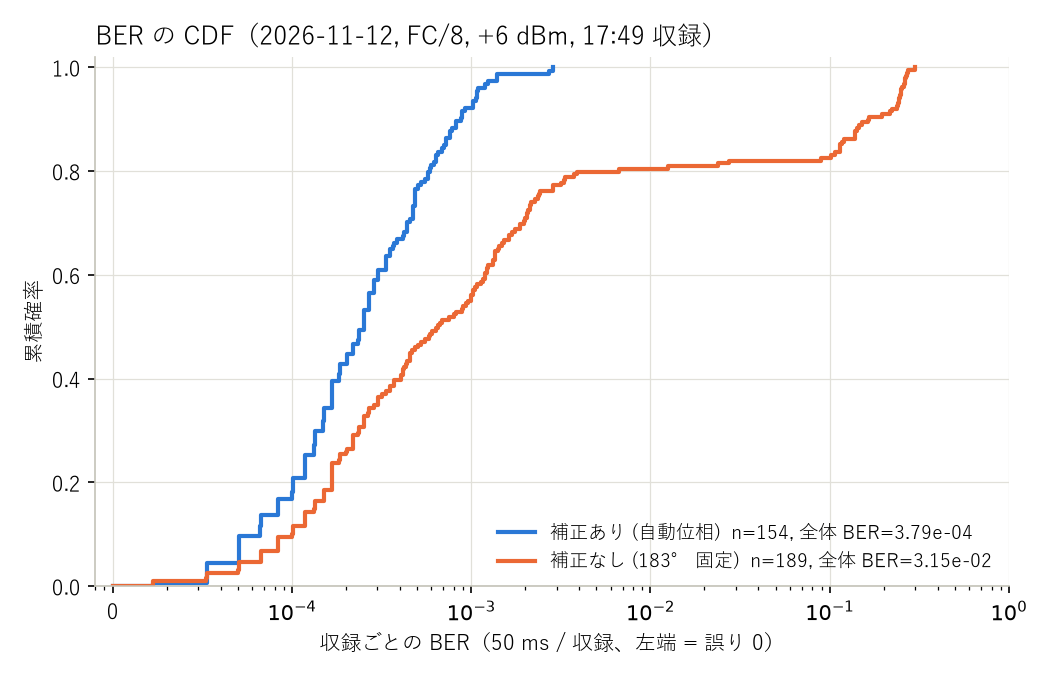 BER の CDF（2026-11-12, FC/8, +6 dBm, 17:49 収録）
1.0
0.8
0.6
0.4
0.2
0.0
累積確率
補正あり (自動位相) n=154, 全体 BER=3.79e-04
補正なし (183° 固定) n=189, 全体 BER=3.15e-02
0 10⁻⁴ 10⁻³ 10⁻² 10⁻¹ 10⁰
収録ごとの BER（50 ms / 収録、左端 = 誤り 0）